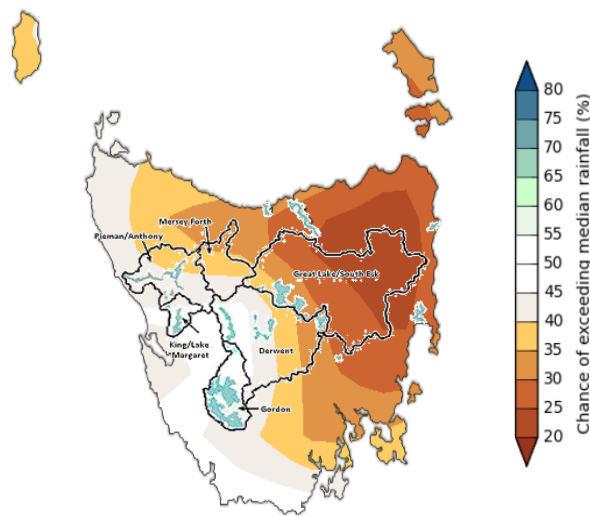 Mersey Forth
Pieman/Anthony
Great Lake/South Esk
King/Lake
Margaret
Derwent
Gordon
80
75
70
65
60
55
50
45
40
35
30
25
20
Chance of exceeding median rainfall (%)